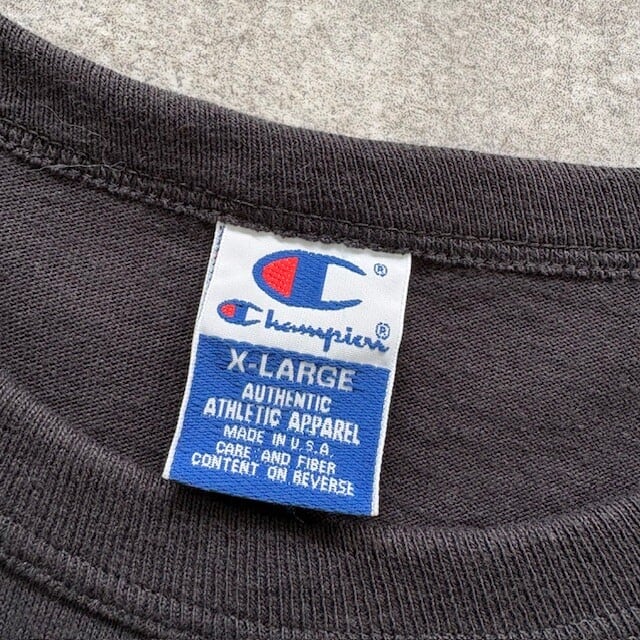 ®
Champion®
X-LARGE
AUTHENTIC
ATHLETIC APPAREL
MADE IN U.S.A.
CARE AND FIBER
CONTENT ON REVERSE